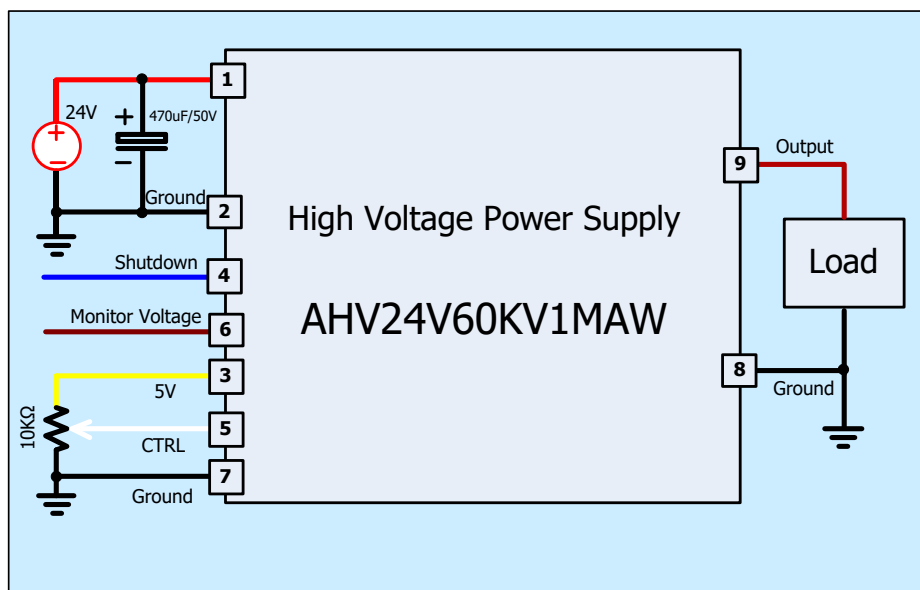 1
24V
+
470uF/50V
+
−
−
Ground
2
Shutdown
4
Monitor Voltage
6
3
5V
10KΩ
5
CTRL
7
Ground
High Voltage Power Supply
AHV24V60KV1MAW
9
Output
Load
8
Ground